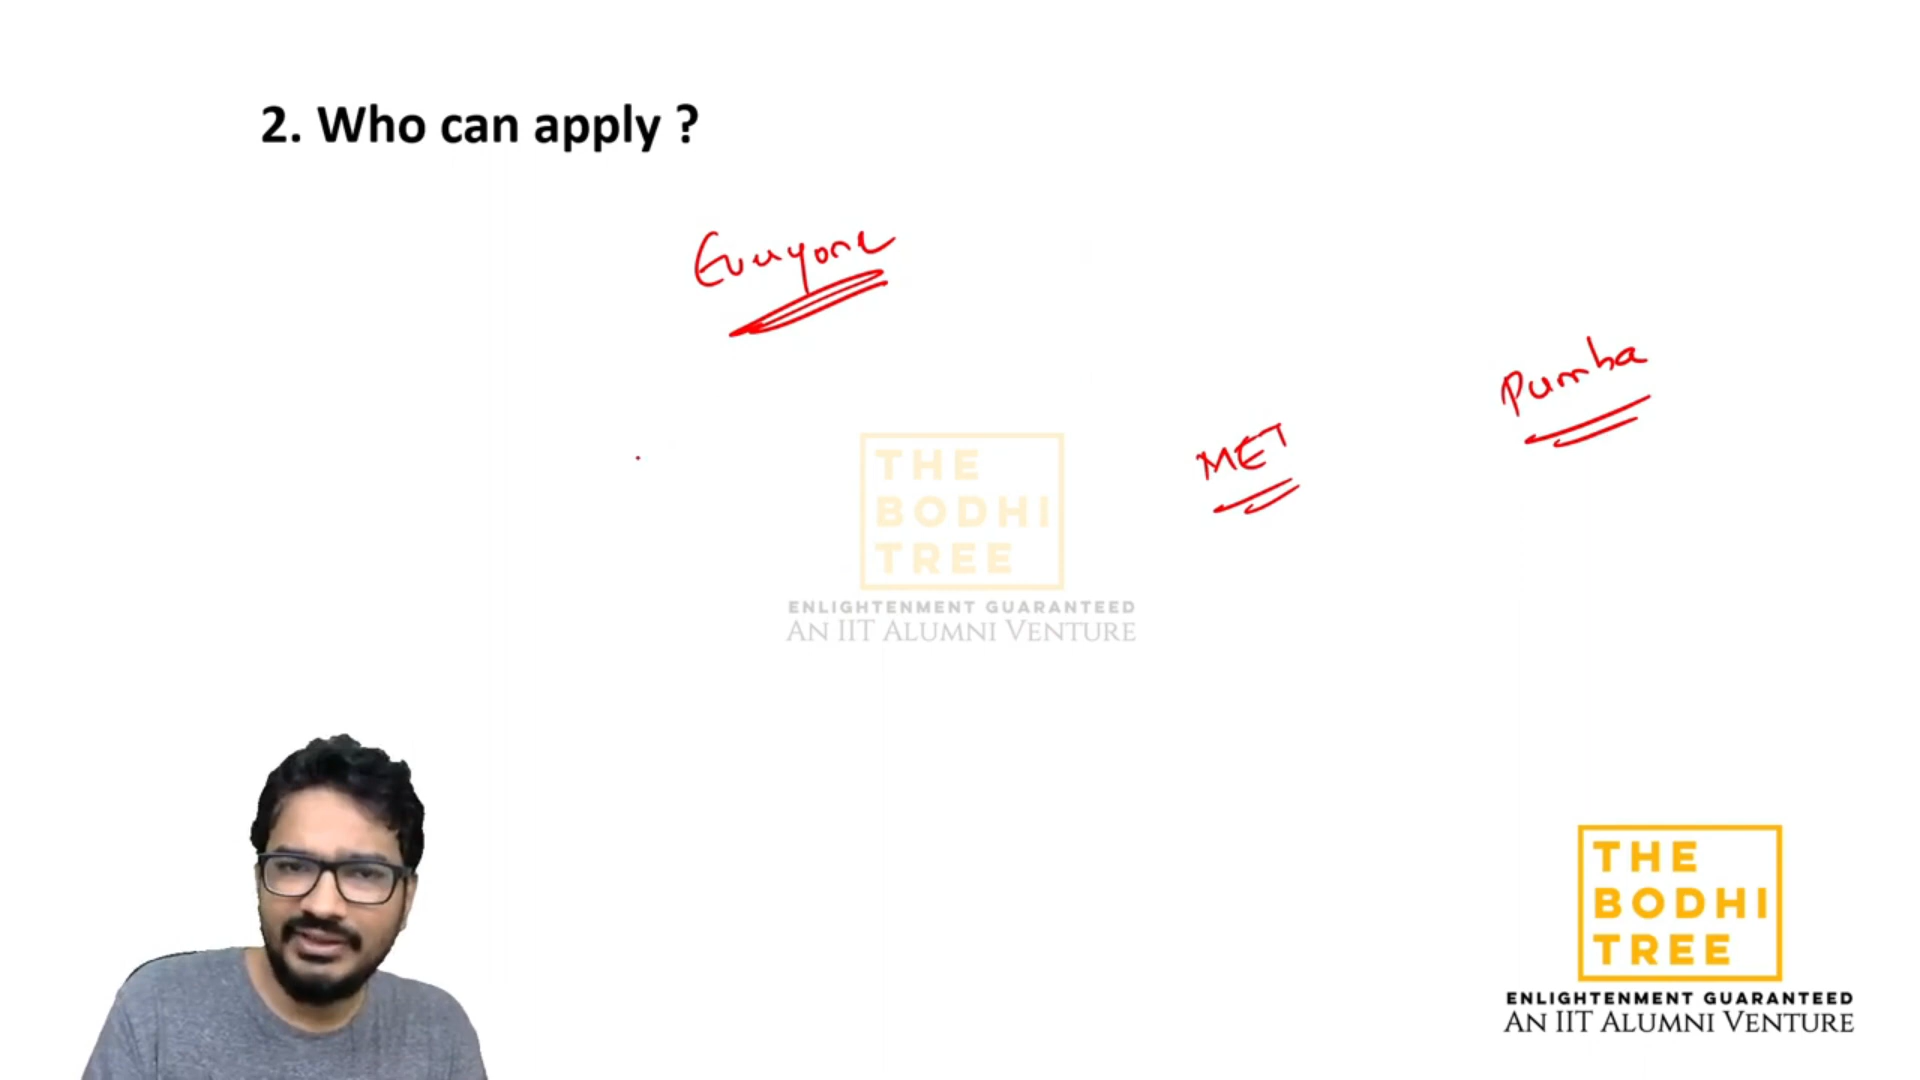 2. Who can apply ?
Everyone
Pumba
MET
THE
BODHI
TREE
ENLIGHTENMENT GUARANTEED
AN IIT ALUMNI VENTURE
THE
BODHI
TREE
ENLIGHTENMENT GUARANTEED
AN IIT ALUMNI VENTURE